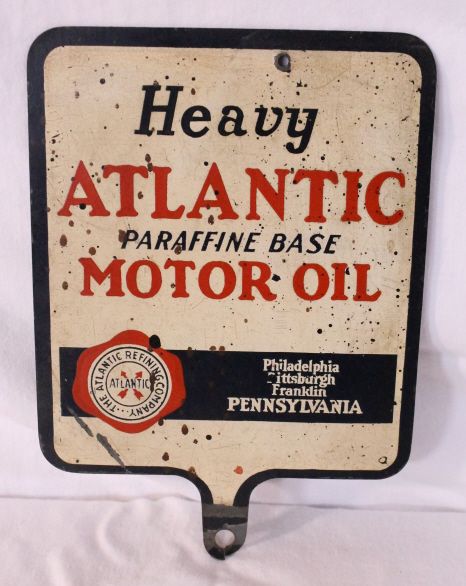 Heavy
ATLANTIC
PARAFFINE BASE
MOTOR OIL
THE ATLANTIC REFINING COMPANY
ATLANTIC
Philadelphia
Pittsburgh
Franklin
PENNSYLVANIA